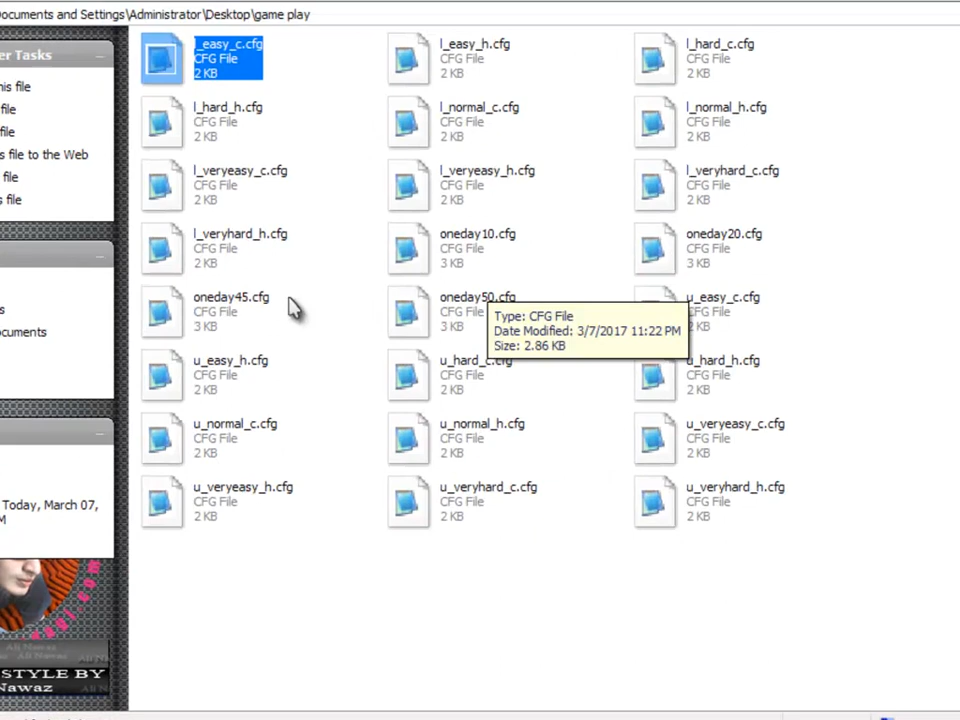 ocuments and Settings\Administrator\Desktop\game play
er Tasks
his file
file
file
s file to the Web
file
s file
s
ocuments
Today, March 07,
M
STYLE BY
Nawaz
l_easy_c.cfg
CFG File
2 KB
l_easy_h.cfg
CFG File
2 KB
l_hard_c.cfg
CFG File
2 KB
l_hard_h.cfg
CFG File
2 KB
l_normal_c.cfg
CFG File
2 KB
l_normal_h.cfg
CFG File
2 KB
l_veryeasy_c.cfg
CFG File
2 KB
l_veryeasy_h.cfg
CFG File
2 KB
l_veryhard_c.cfg
CFG File
2 KB
l_veryhard_h.cfg
CFG File
2 KB
oneday10.cfg
CFG File
3 KB
oneday20.cfg
CFG File
3 KB
oneday45.cfg
CFG File
3 KB
oneday50.cfg
CFG File
3 KB
Type: CFG File
Date Modified: 3/7/2017 11:22 PM
Size: 2.86 KB
u_easy_c.cfg
CFG File
2 KB
u_easy_h.cfg
CFG File
2 KB
u_hard_c.cfg
CFG File
2 KB
u_hard_h.cfg
CFG File
2 KB
u_normal_c.cfg
CFG File
2 KB
u_normal_h.cfg
CFG File
2 KB
u_veryeasy_c.cfg
CFG File
2 KB
u_veryeasy_h.cfg
CFG File
2 KB
u_veryhard_c.cfg
CFG File
2 KB
u_veryhard_h.cfg
CFG File
2 KB